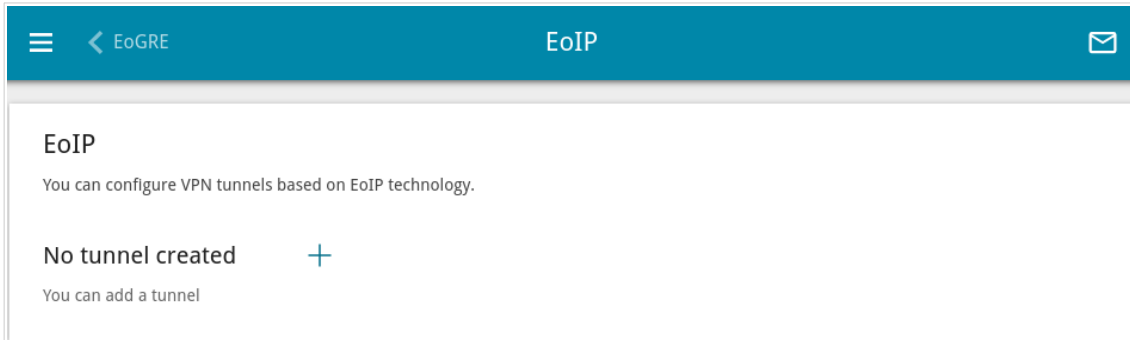 EoGRE
EoIP
EoIP
You can configure VPN tunnels based on EoIP technology.
No tunnel created
You can add a tunnel